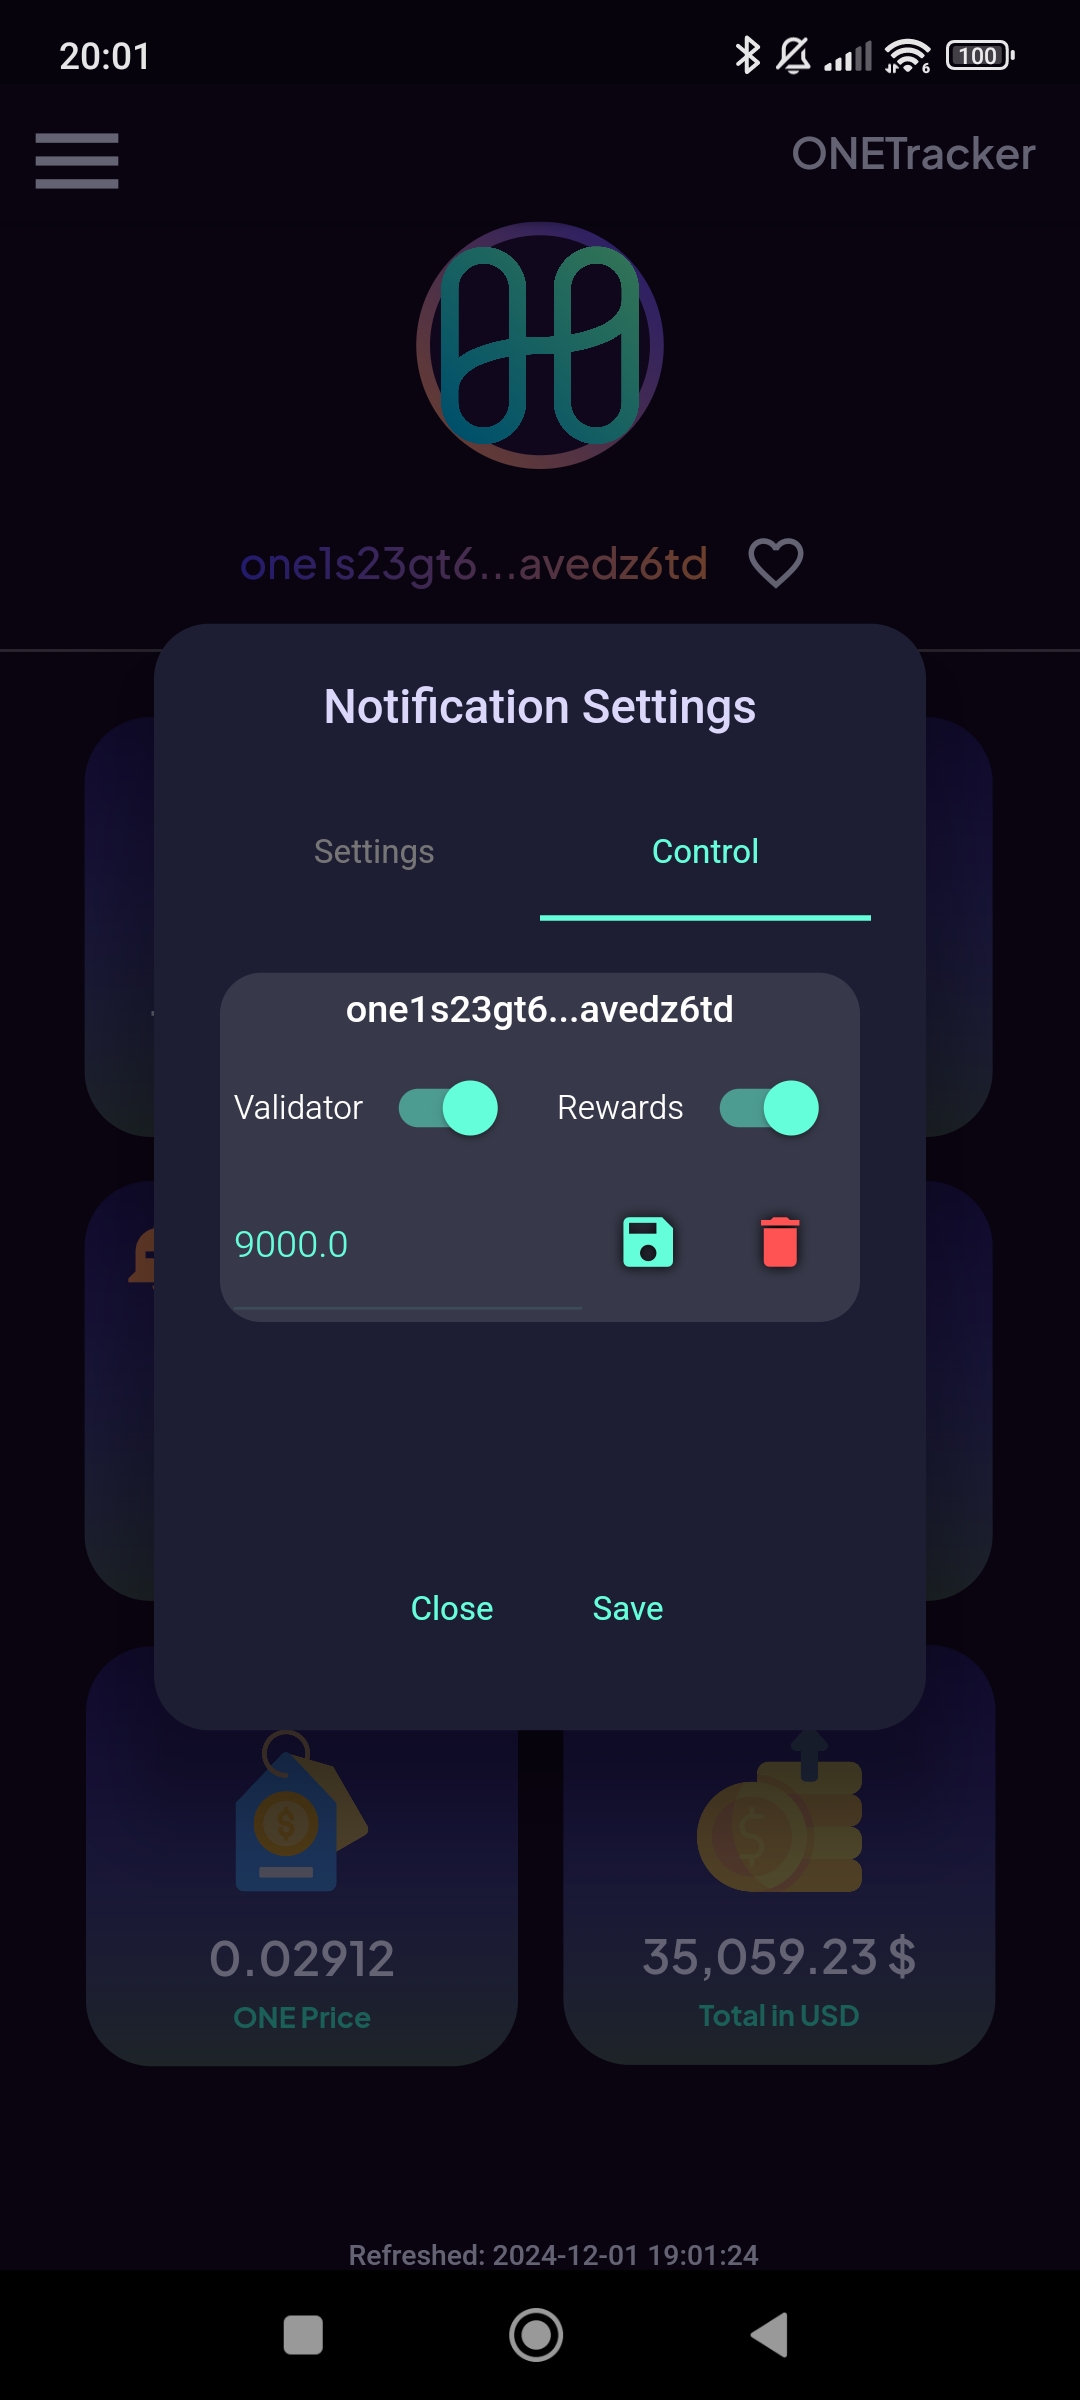 20:01
6
100
ONETracker
one1s23gt6...avedz6td
Notification Settings
Settings Control
one1s23gt6...avedz6td
Validator Rewards
9000.0
Close Save
$ $
0.02912 35,059.23 $
ONE Price Total in USD
Refreshed: 2024-12-01 19:01:24